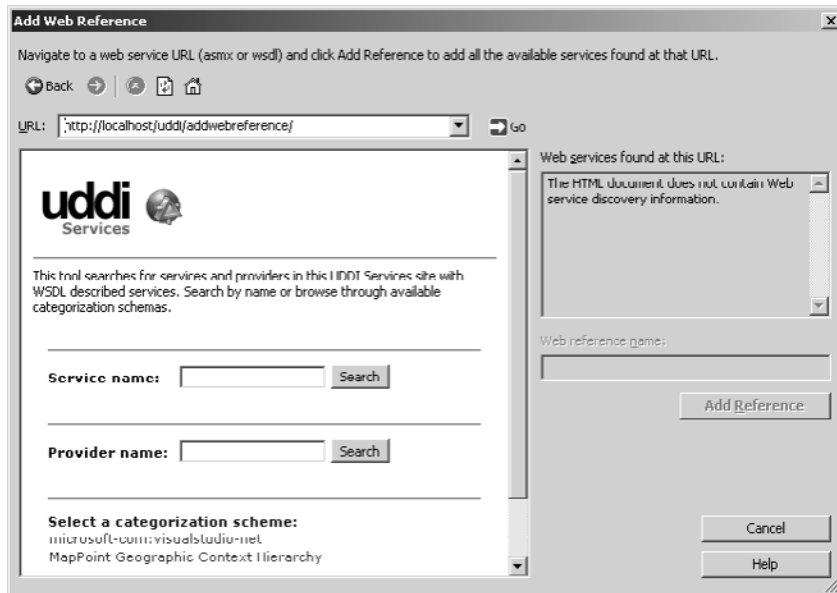 Add Web Reference
Navigate to a web service URL (asmx or wsdl) and click Add Reference to add all the available services found at that URL.
Back
URL: http://localhost/uddi/addwebreference/ Go
uddi
Services
This tool searches for services and providers in this UDDI Services site with
WSDL described services. Search by name or browse through available
categorization schemas.
Service name: Search
Provider name: Search
Select a categorization scheme:
microsoft-com:visualstudio-net
MapPoint Geographic Context Hierarchy
Web services found at this URL:
The HTML document does not contain Web
service discovery information.
Web reference name:
Add Reference
Cancel
Help